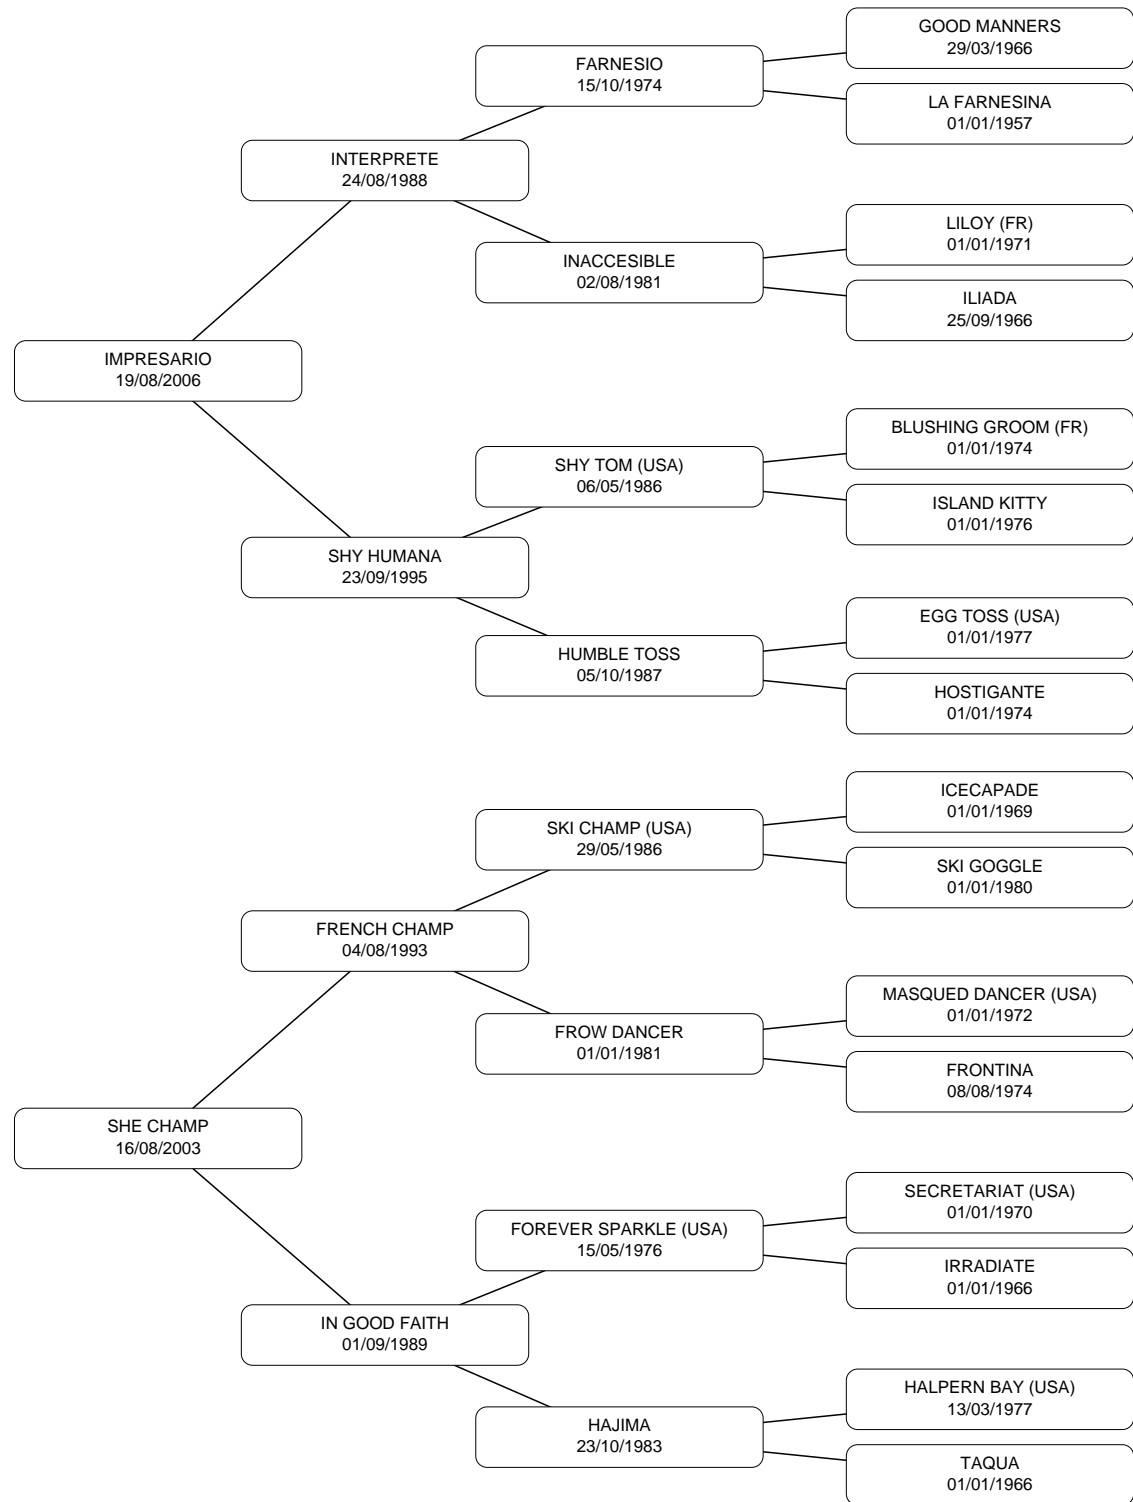 GOOD MANNERS
29/03/1966
FARNESIO
15/10/1974
LA FARNESINA
01/01/1957
INTERPRETE
24/08/1988
LILOY (FR)
01/01/1971
INACCESIBLE
02/08/1981
ILIADA
25/09/1966
IMPRESARIO
19/08/2006
BLUSHING GROOM (FR)
01/01/1974
SHY TOM (USA)
06/05/1986
ISLAND KITTY
01/01/1976
SHY HUMANA
23/09/1995
EGG TOSS (USA)
01/01/1977
HUMBLE TOSS
05/10/1987
HOSTIGANTE
01/01/1974
ICECAPADE
01/01/1969
SKI CHAMP (USA)
29/05/1986
SKI GOGGLE
01/01/1980
FRENCH CHAMP
04/08/1993
MASQUED DANCER (USA)
01/01/1972
FROW DANCER
01/01/1981
FRONTINA
08/08/1974
SHE CHAMP
16/08/2003
SECRETARIAT (USA)
01/01/1970
FOREVER SPARKLE (USA)
15/05/1976
IRRADIATE
01/01/1966
IN GOOD FAITH
01/09/1989
HALPERN BAY (USA)
13/03/1977
HAJIMA
23/10/1983
TAQUA
01/01/1966